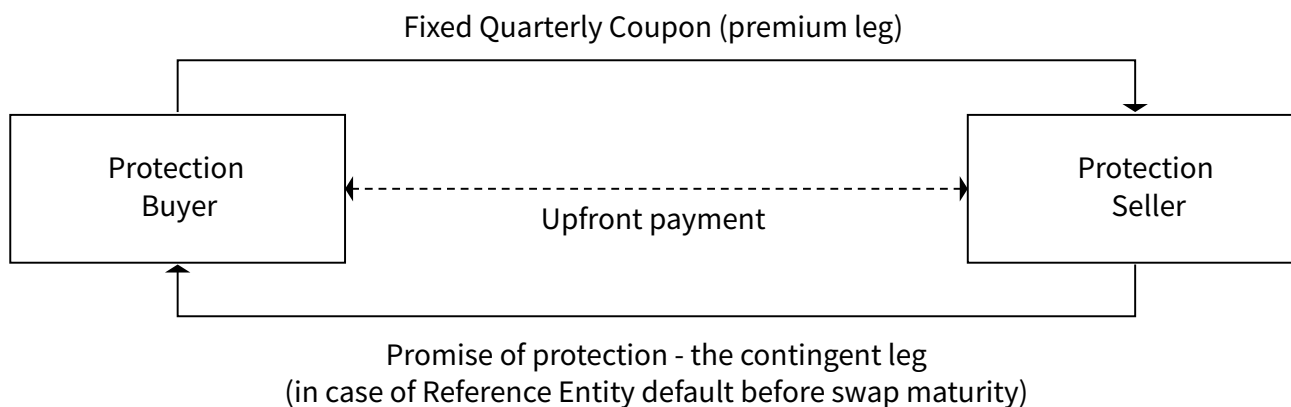 Fixed Quarterly Coupon (premium leg)
Protection
Buyer
Upfront payment
Protection
Seller
Promise of protection - the contingent leg
(in case of Reference Entity default before swap maturity)